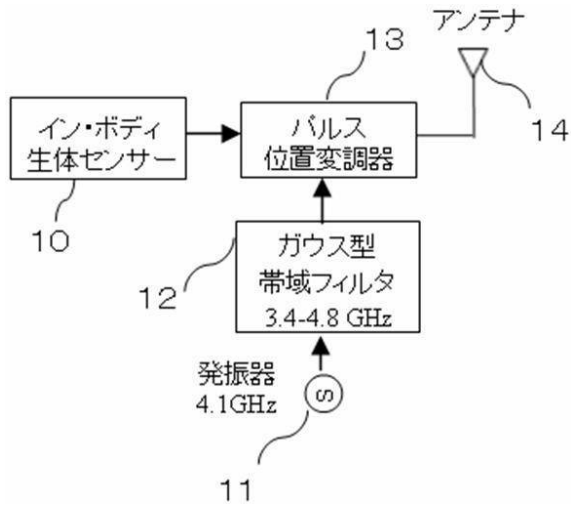 アンテナ
13
イン・ボディ
生体センサー
パルス
位置変調器
14
10
12
ガウス型
帯域フィルタ
3.4-4.8 GHz
発振器
4.1GHz
S
11